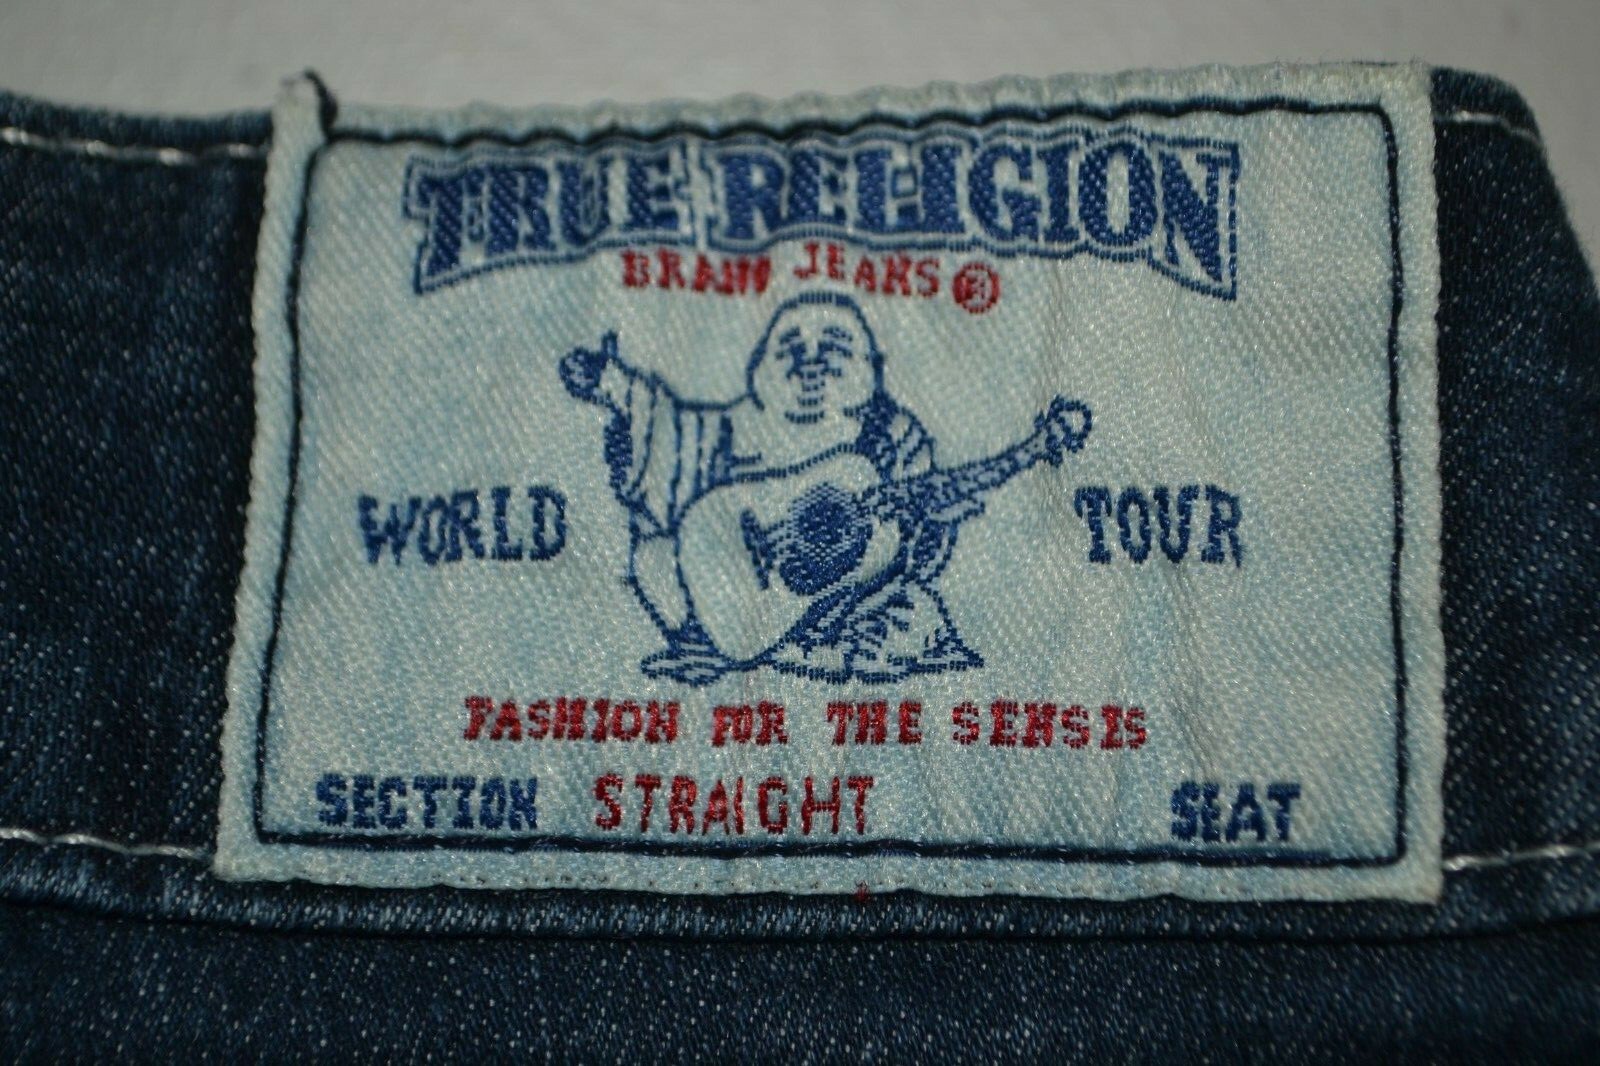 TRUE RELIGION
BRAND JEANS ®
WORLD TOUR
FASHION FOR THE SENSES
SECTION STRAIGHT SEAT